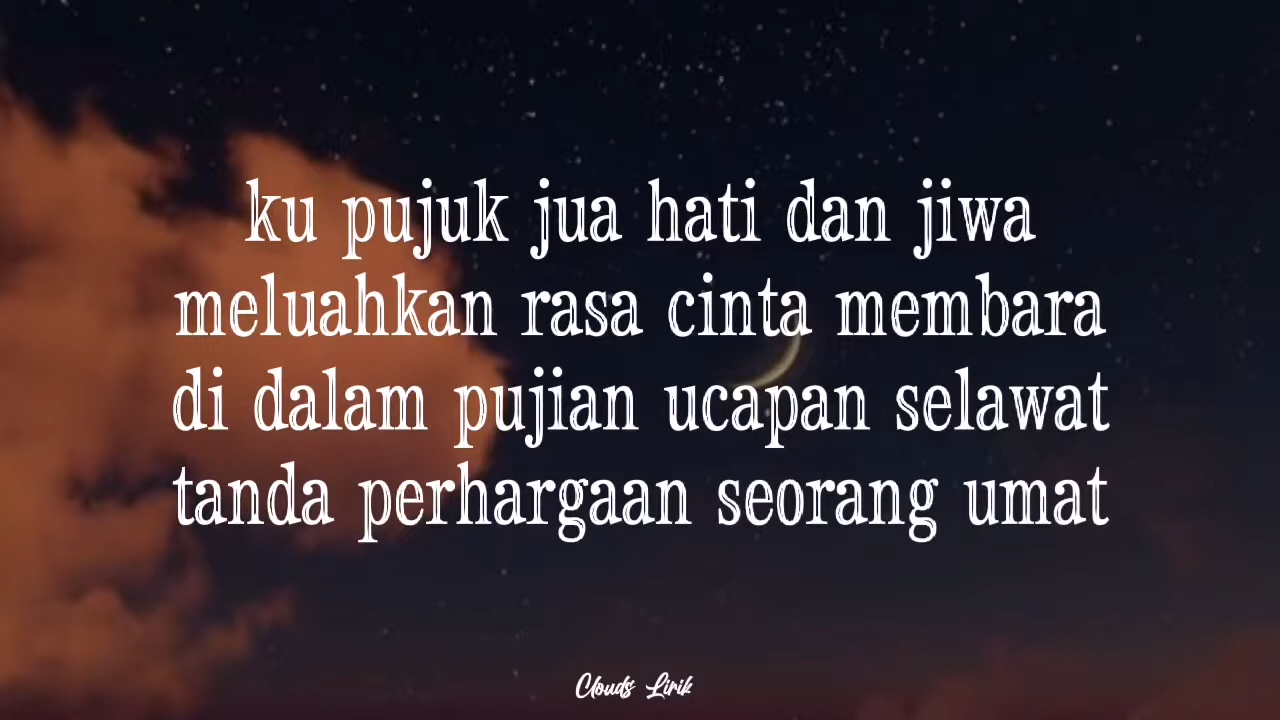 ku pujuk jua hati dan jiwa
meluahkan rasa cinta membara
di dalam pujian ucapan selawat
tanda perhargaan seorang umat
Clouds Lirik